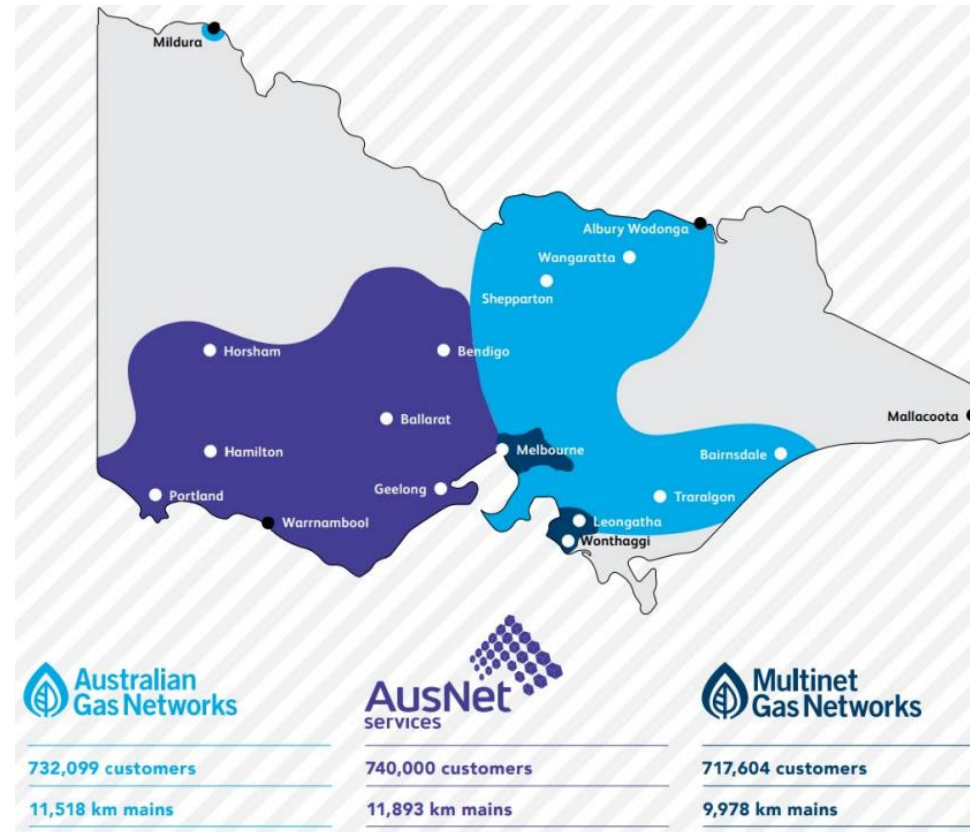 Mildura
Albury Wodonga
Wangaratta
Shepparton
Horsham
Bendigo
Ballarat
Mallacoota
Hamilton
Melbourne
Bairnsdale
Portland
Geelong
Traralgon
Warrnambool
Leongatha
Wonthaggi
Australian
Gas Networks
732,099 customers
11,518 km mains
AusNet
services
740,000 customers
11,893 km mains
Multinet
Gas Networks
717,604 customers
9,978 km mains